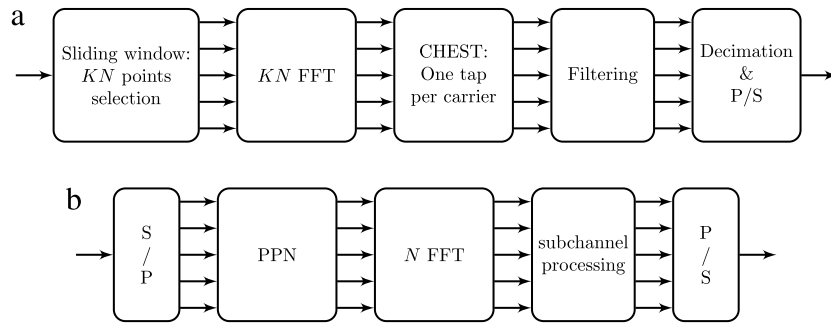 a
Sliding window:
KN points
selection
KN FFT
CHEST:
One tap
per carrier
Filtering
Decimation
&
P/S
b
S
/
P
PPN
N FFT
subchannel
processing
P
/
S